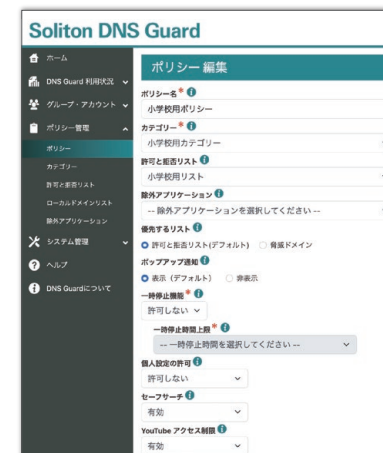 Soliton DNS Guard
ホーム
DNS Guard 利用状況
グループ・アカウント
ポリシー管理
ポリシー
カテゴリー
許可と拒否リスト
ローカルドメインリスト
除外アプリケーション
システム管理
ヘルプ
DNS Guardについて
ポリシー 編集
ポリシー名*
小学校用ポリシー
カテゴリー*
小学校用カテゴリー
許可と拒否リスト
小学校用リスト
除外アプリケーション
-- 除外アプリケーションを選択してください --
優先するリスト
許可と拒否リスト(デフォルト) 脅威ドメイン
ポップアップ通知
表示（デフォルト） 非表示
一時停止機能*
許可しない
一時停止時間上限*
-- 一時停止時間を選択してください --
個人設定の許可
許可しない
セーフサーチ
有効
YouTube アクセス制限
有効